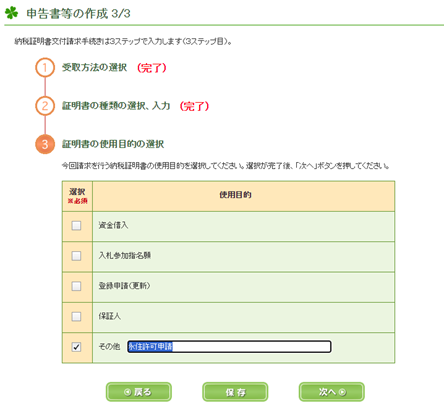 申告書等の作成 3/3
納税証明書交付請求手続きは3ステップで入力します(3ステップ目)。
1 受取方法の選択 (完了)
2 証明書の種類の選択、入力 (完了)
3 証明書の使用目的の選択
今回請求を行う納税証明書の使用目的を選択してください。選択が完了後、「次へ」ボタンを押してください。
選択 使用目的
※必須
資金借入
入札参加指名願
登録申請(更新)
保証人
その他 永住許可申請
戻る 保存 次へ